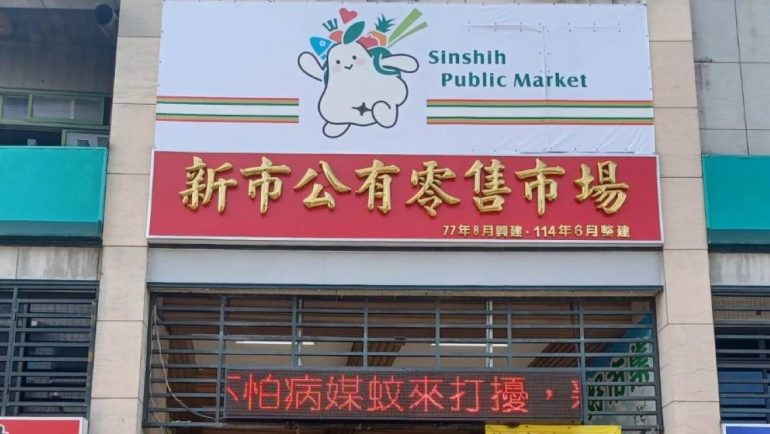 Sinshih
Public Market
新市公有零售市場
77年8月興建·114年6月整建
不怕病媒蚊來打擾，